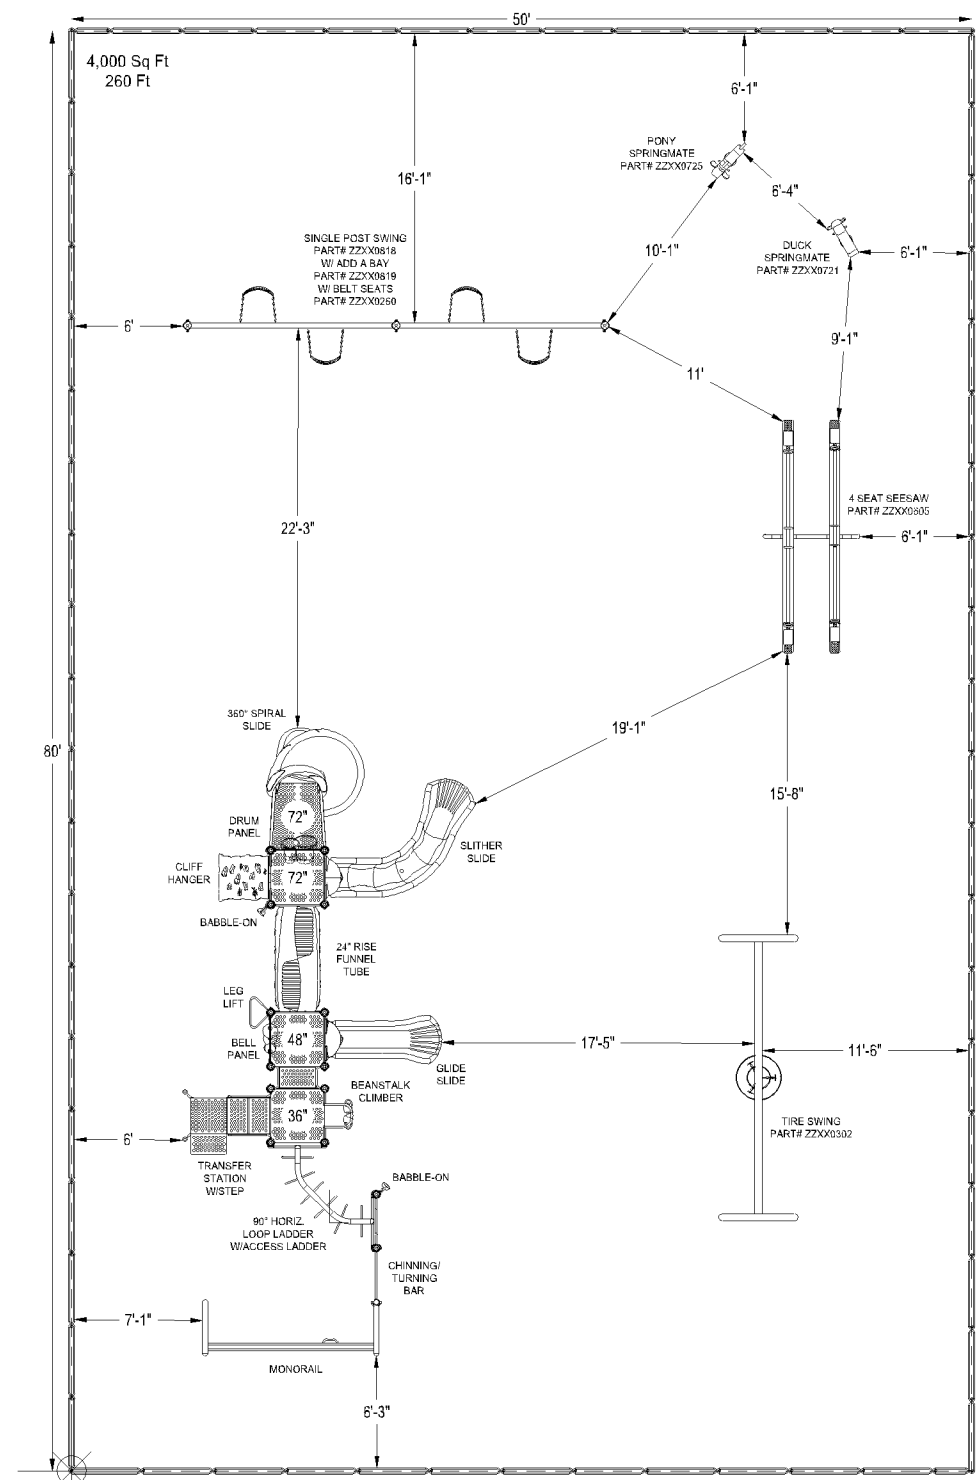 50'
4,000 Sq Ft
260 Ft
6'-1"
PONY
SPRINGMATE
PART# ZZXX0725
16'-1"
6'-4"
SINGLE POST SWING
PART# ZZXX0818
W/ ADD A BAY
PART# ZZXX0819
W/ BELT SEATS
PART# ZZXX0260
10'-1"
DUCK
SPRINGMATE
PART# ZZXX0721
6'-1"
6'
9'-1"
11'
4 SEAT SEESAW
PART# ZZXX0605
22'-3"
6'-1"
360° SPIRAL
SLIDE
19'-1"
80'
15'-8"
72"
DRUM
PANEL
SLITHER
SLIDE
CLIFF
HANGER
72"
BABBLE-ON
24" RISE
FUNNEL
TUBE
LEG
LIFT
BELL
PANEL
48"
17'-5"
11'-6"
GLIDE
SLIDE
BEANSTALK
CLIMBER
36"
TIRE SWING
PART# ZZXX0302
6'
TRANSFER
STATION
W/STEP
BABBLE-ON
90° HORIZ.
LOOP LADDER
W/ACCESS LADDER
CHINNING/
TURNING
BAR
7'-1"
MONORAIL
6'-3"